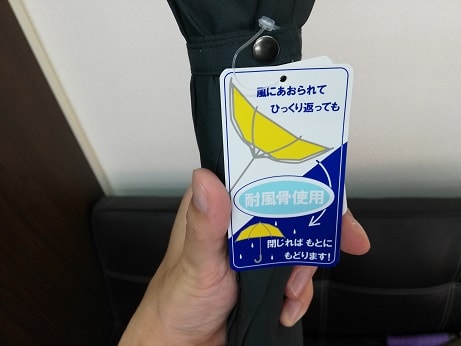 風にあおられて
ひっくり返っても
耐風骨使用
閉じれば もとに
もどります!